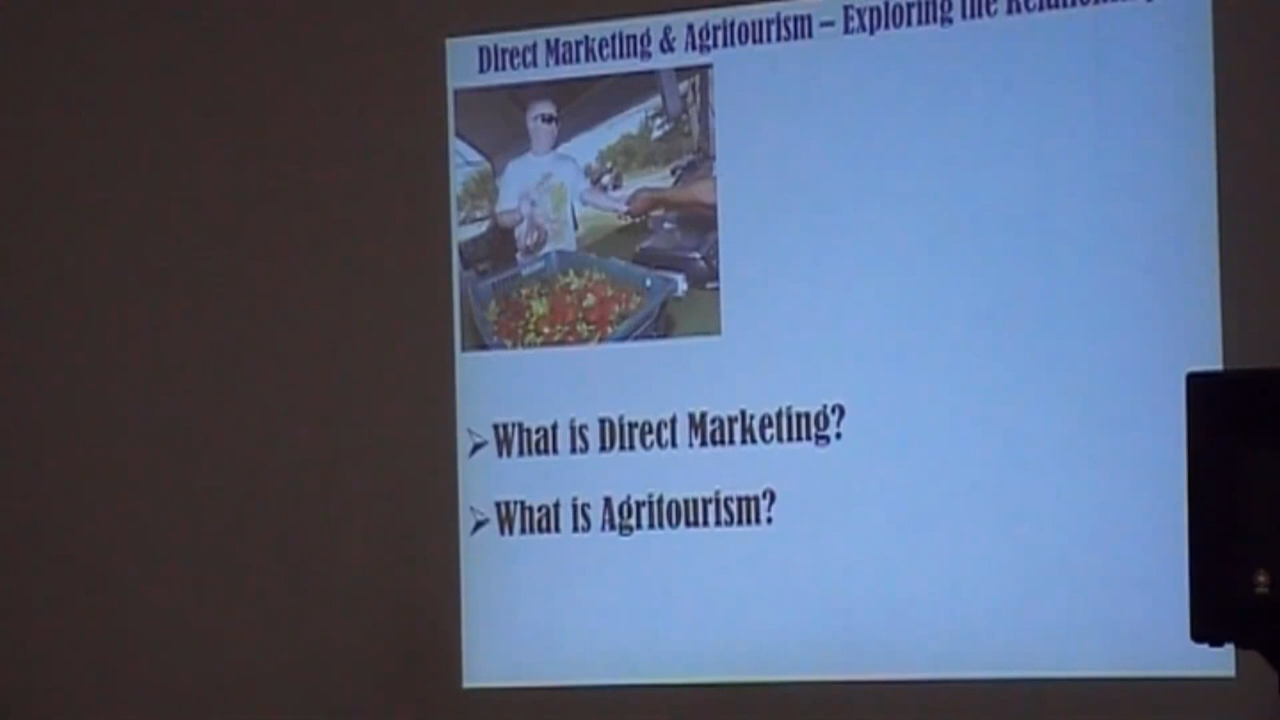 Direct Marketing & Agritourism – Exploring the
➢What is Direct Marketing?
➢What is Agritourism?